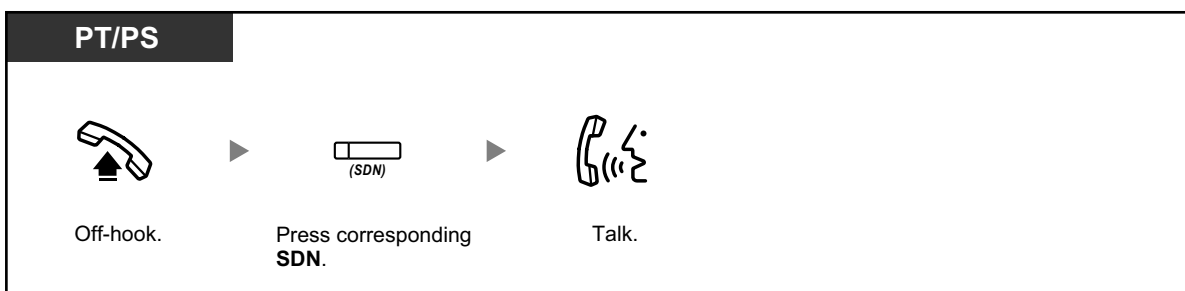 PT/PS
(SDN)
Off-hook.
Press corresponding
SDN.
Talk.